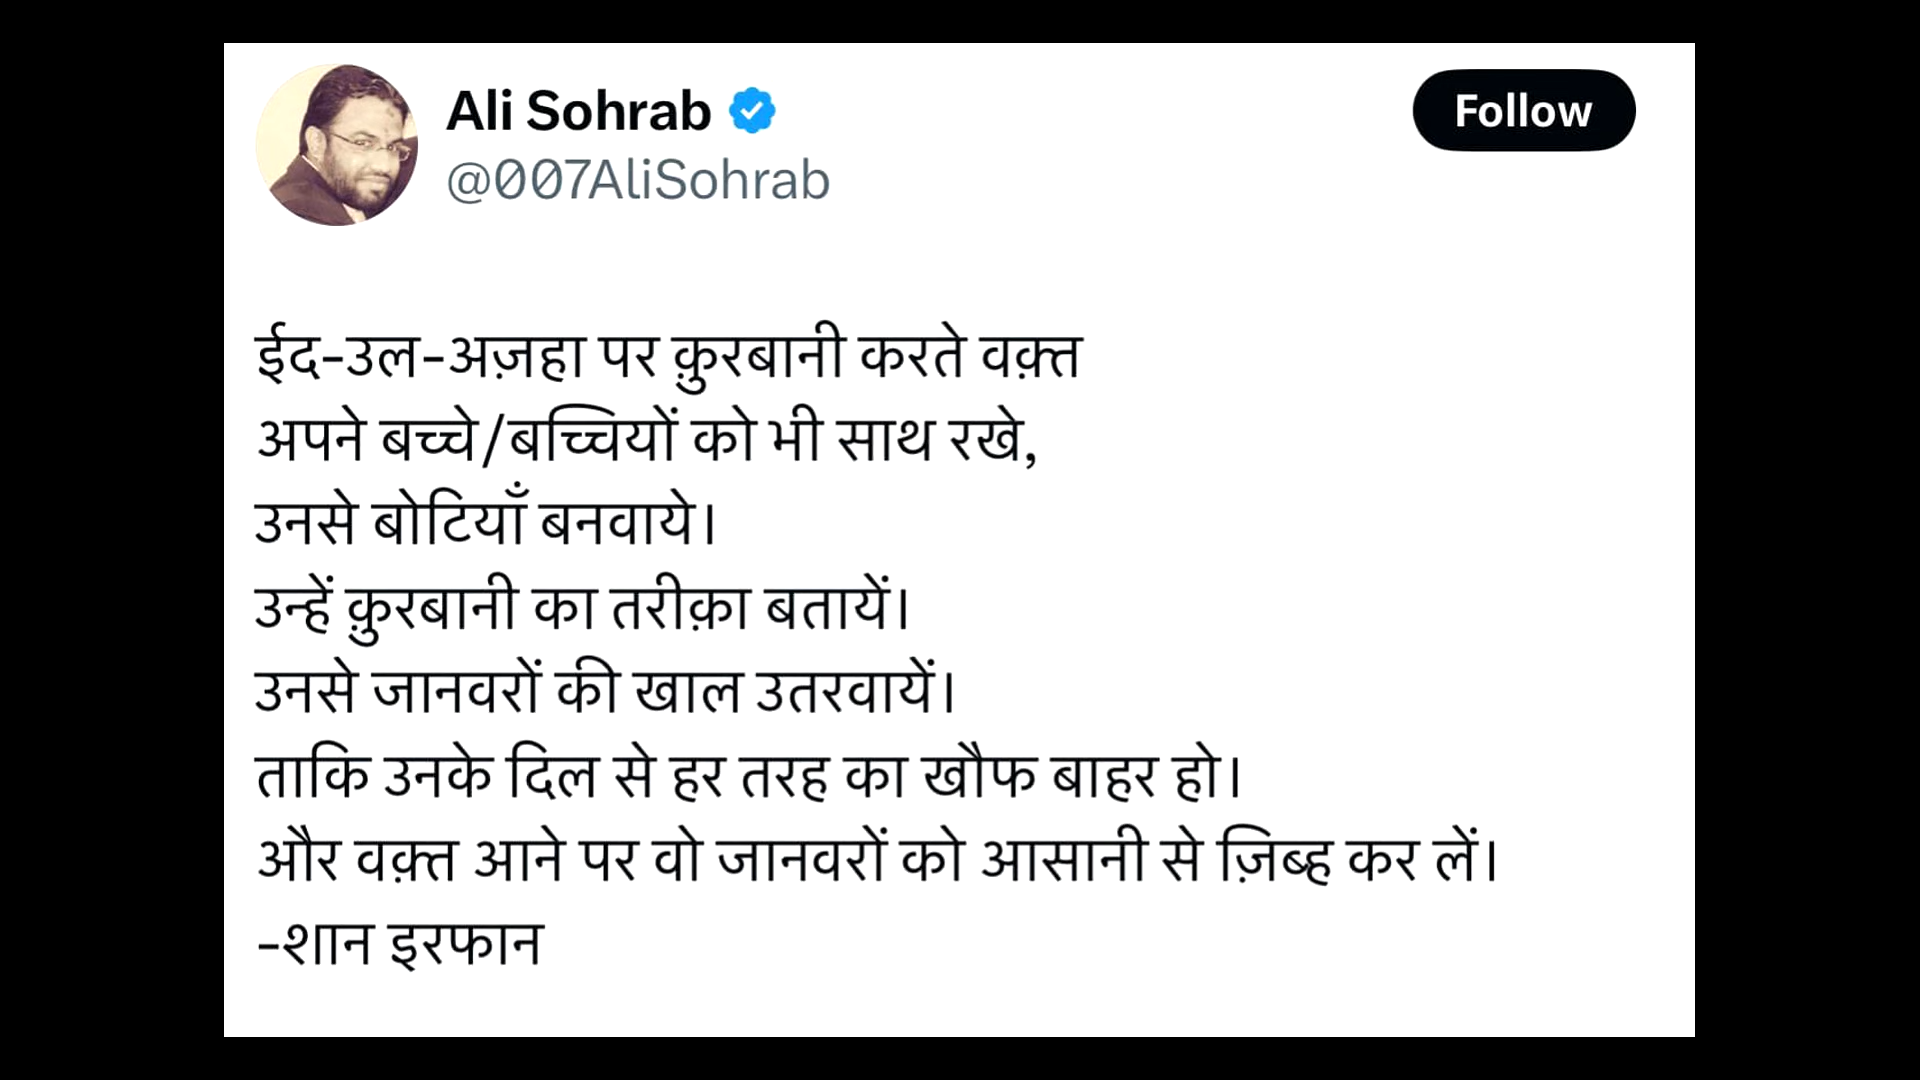 Ali Sohrab
Follow
@007AliSohrab
ईद-उल-अज़हा पर क़ुरबानी करते वक़्त
अपने बच्चे/बच्चियों को भी साथ रखे,
उनसे बोटियाँ बनवाये।
उन्हें क़ुरबानी का तरीक़ा बतायें।
उनसे जानवरों की खाल उतरवायें।
ताकि उनके दिल से हर तरह का खौफ बाहर हो।
और वक़्त आने पर वो जानवरों को आसानी से ज़िब्ह कर लें।
-शान इरफान